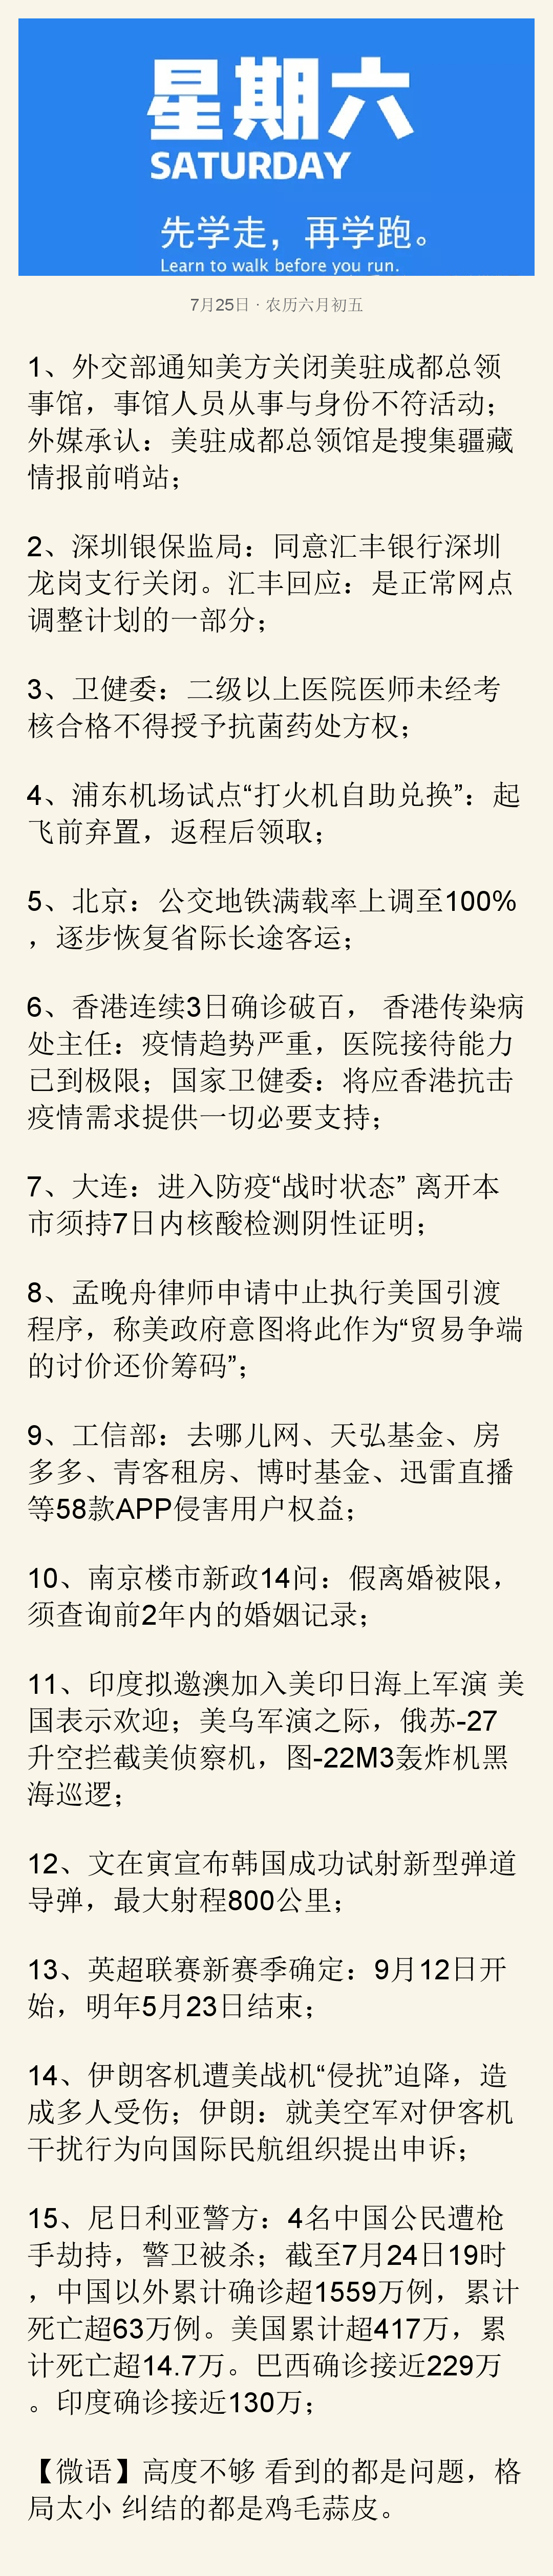 星期六
SATURDAY
先学走，再学跑。
Learn to walk before you run.
7月25日 · 农历六月初五
1、外交部通知美方关闭美驻成都总领
事馆，事馆人员从事与身份不符活动；
外媒承认：美驻成都总领馆是搜集疆藏
情报前哨站；
2、深圳银保监局：同意汇丰银行深圳
龙岗支行关闭。汇丰回应：是正常网点
调整计划的一部分；
3、卫健委：二级以上医院医师未经考
核合格不得授予抗菌药处方权；
4、浦东机场试点“打火机自助兑换”：起
飞前弃置，返程后领取；
5、北京：公交地铁满载率上调至100%
，逐步恢复省际长途客运；
6、香港连续3日确诊破百， 香港传染病
处主任：疫情趋势严重，医院接待能力
已到极限；国家卫健委：将应香港抗击
疫情需求提供一切必要支持；
7、大连：进入防疫“战时状态” 离开本
市须持7日内核酸检测阴性证明；
8、孟晚舟律师申请中止执行美国引渡
程序，称美政府意图将此作为“贸易争端
的讨价还价筹码”；
9、工信部：去哪儿网、天弘基金、房
多多、青客租房、博时基金、迅雷直播
等58款APP侵害用户权益；
10、南京楼市新政14问：假离婚被限，
须查询前2年内的婚姻记录；
11、印度拟邀澳加入美印日海上军演 美
国表示欢迎；美乌军演之际，俄苏-27
升空拦截美侦察机，图-22M3轰炸机黑
海巡逻；
12、文在寅宣布韩国成功试射新型弹道
导弹，最大射程800公里；
13、英超联赛新赛季确定：9月12日开
始，明年5月23日结束；
14、伊朗客机遭美战机“侵扰”迫降，造
成多人受伤；伊朗：就美空军对伊客机
干扰行为向国际民航组织提出申诉；
15、尼日利亚警方：4名中国公民遭枪
手劫持，警卫被杀；截至7月24日19时
，中国以外累计确诊超1559万例，累计
死亡超63万例。美国累计超417万，累
计死亡超14.7万。巴西确诊接近229万
。印度确诊接近130万；
【微语】高度不够 看到的都是问题，格
局太小 纠结的都是鸡毛蒜皮。